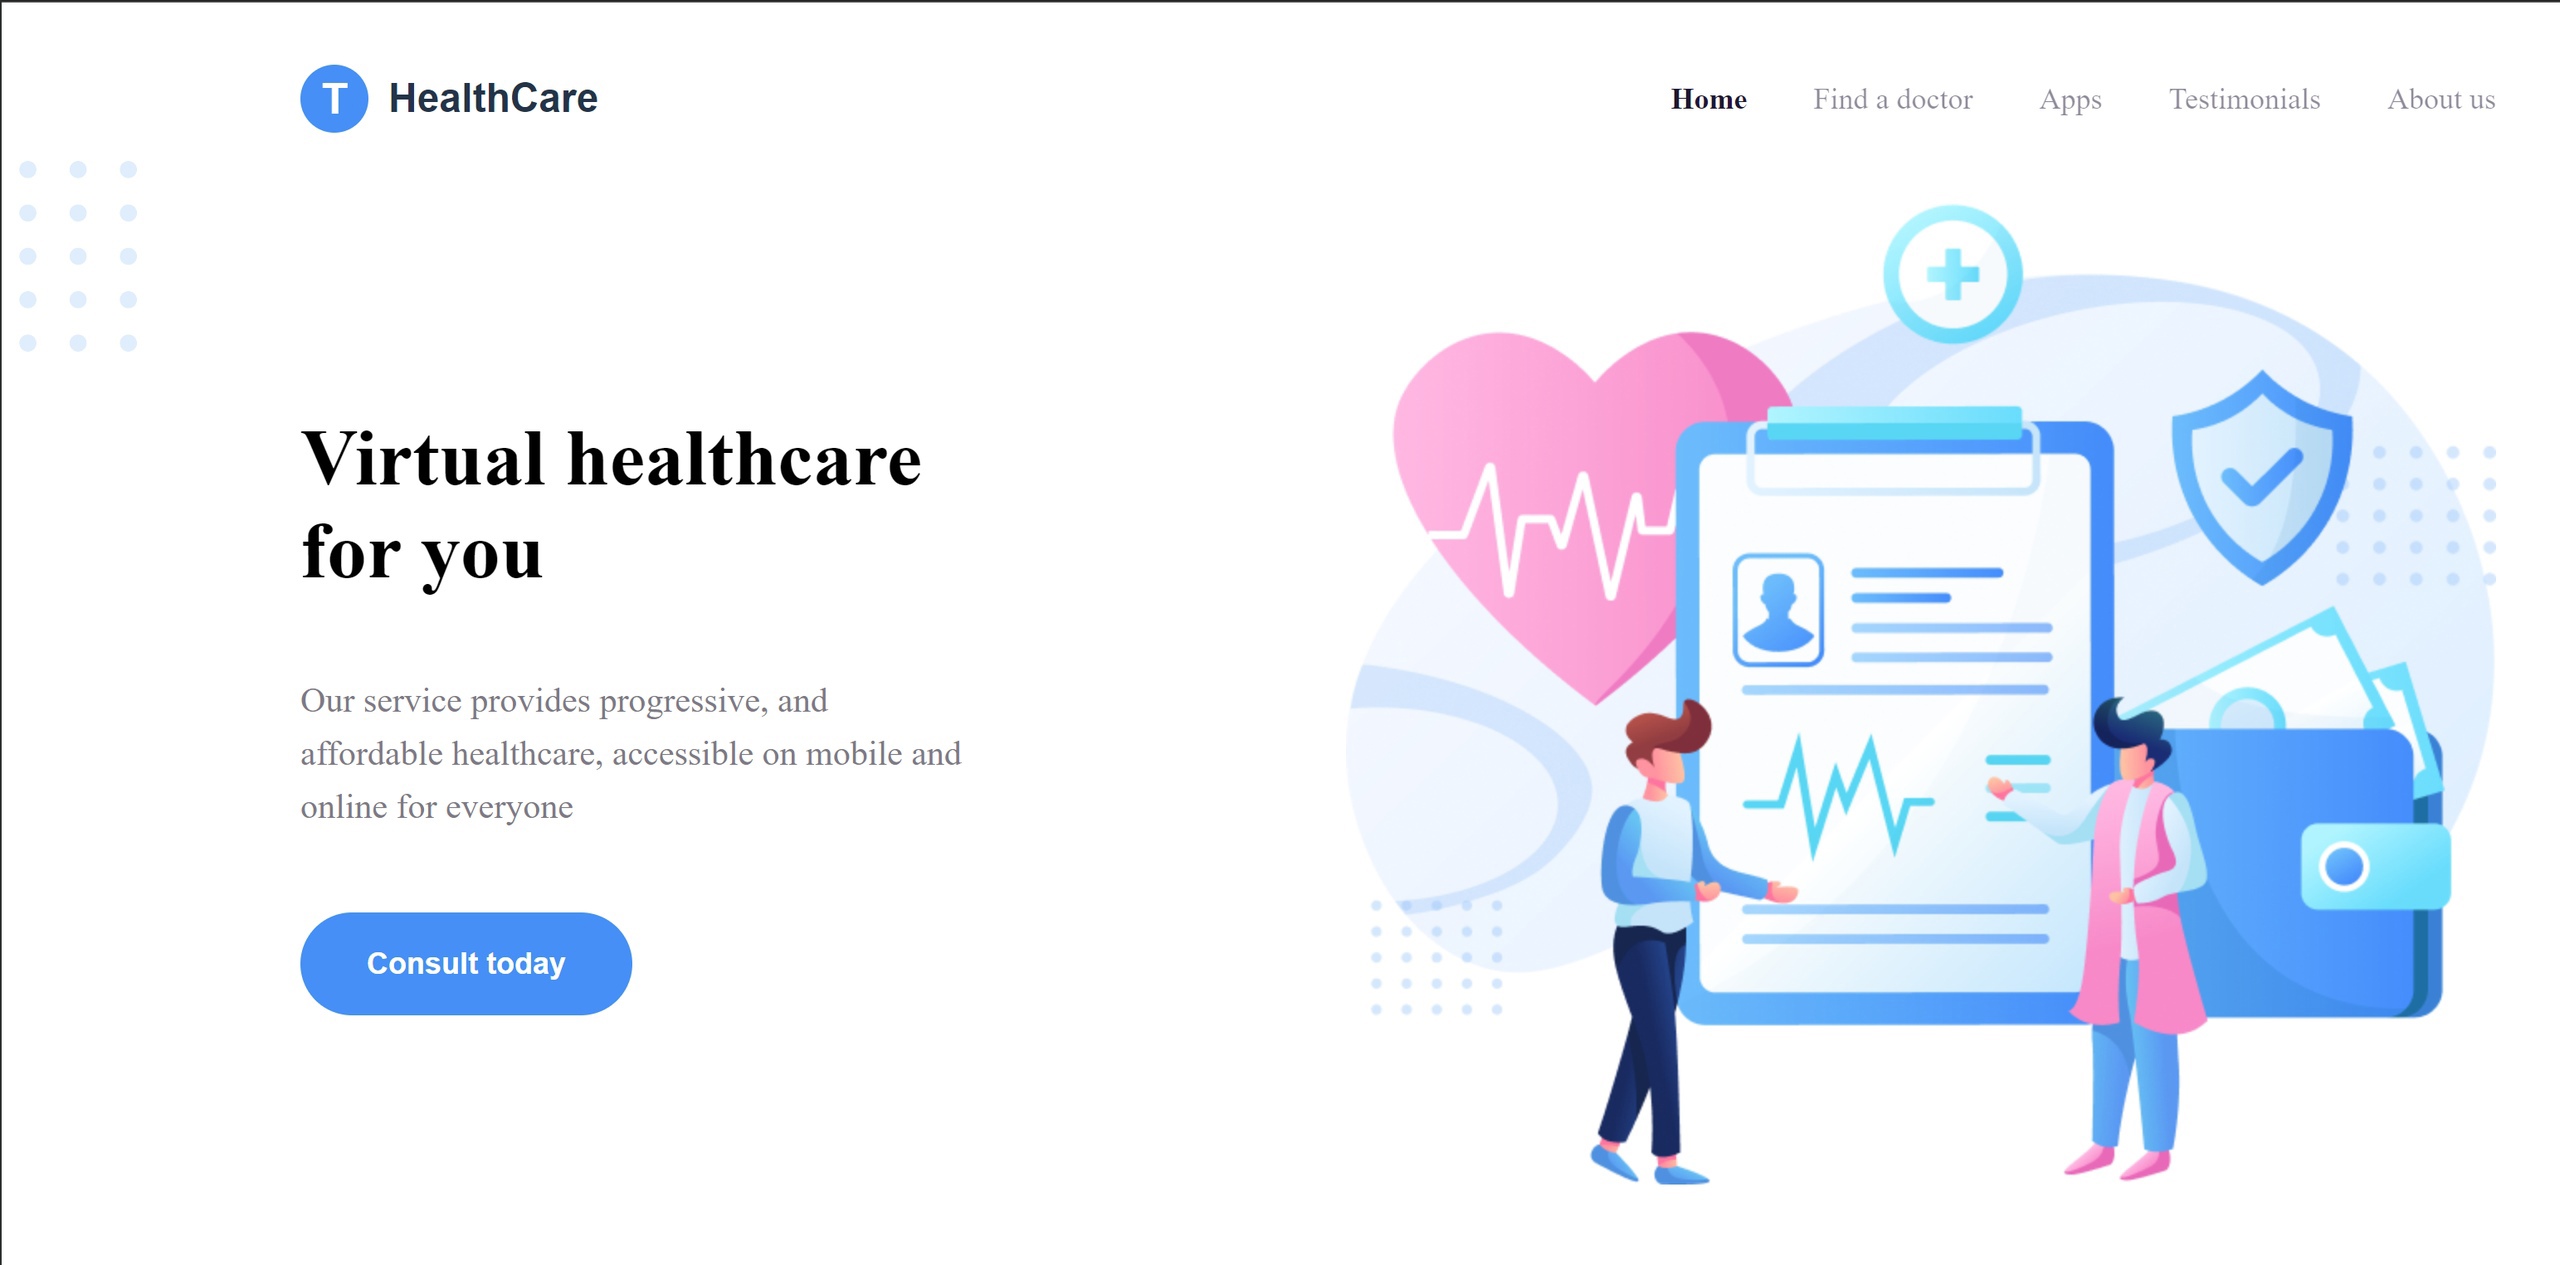 T HealthCare
Home Find a doctor Apps Testimonials About us
Virtual healthcare
for you
Our service provides progressive, and
affordable healthcare, accessible on mobile and
online for everyone
Consult today